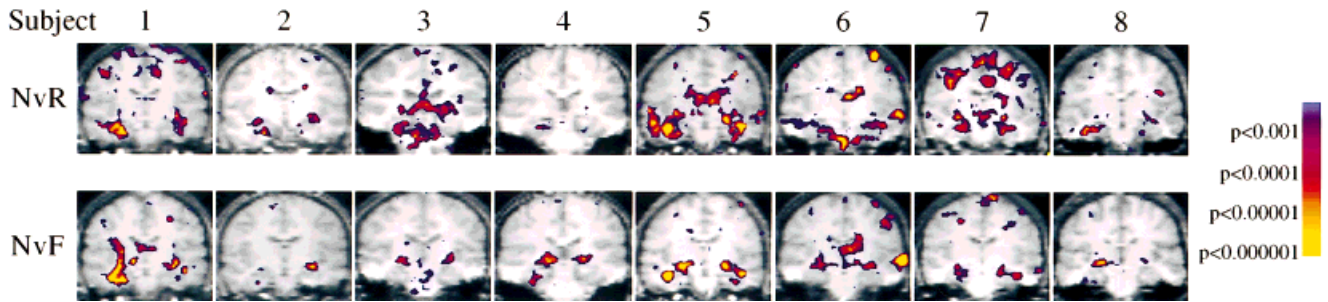 Subject 1 2 3 4 5 6 7 8
NvR
p<0.001
p<0.0001
NvF
p<0.00001
p<0.000001